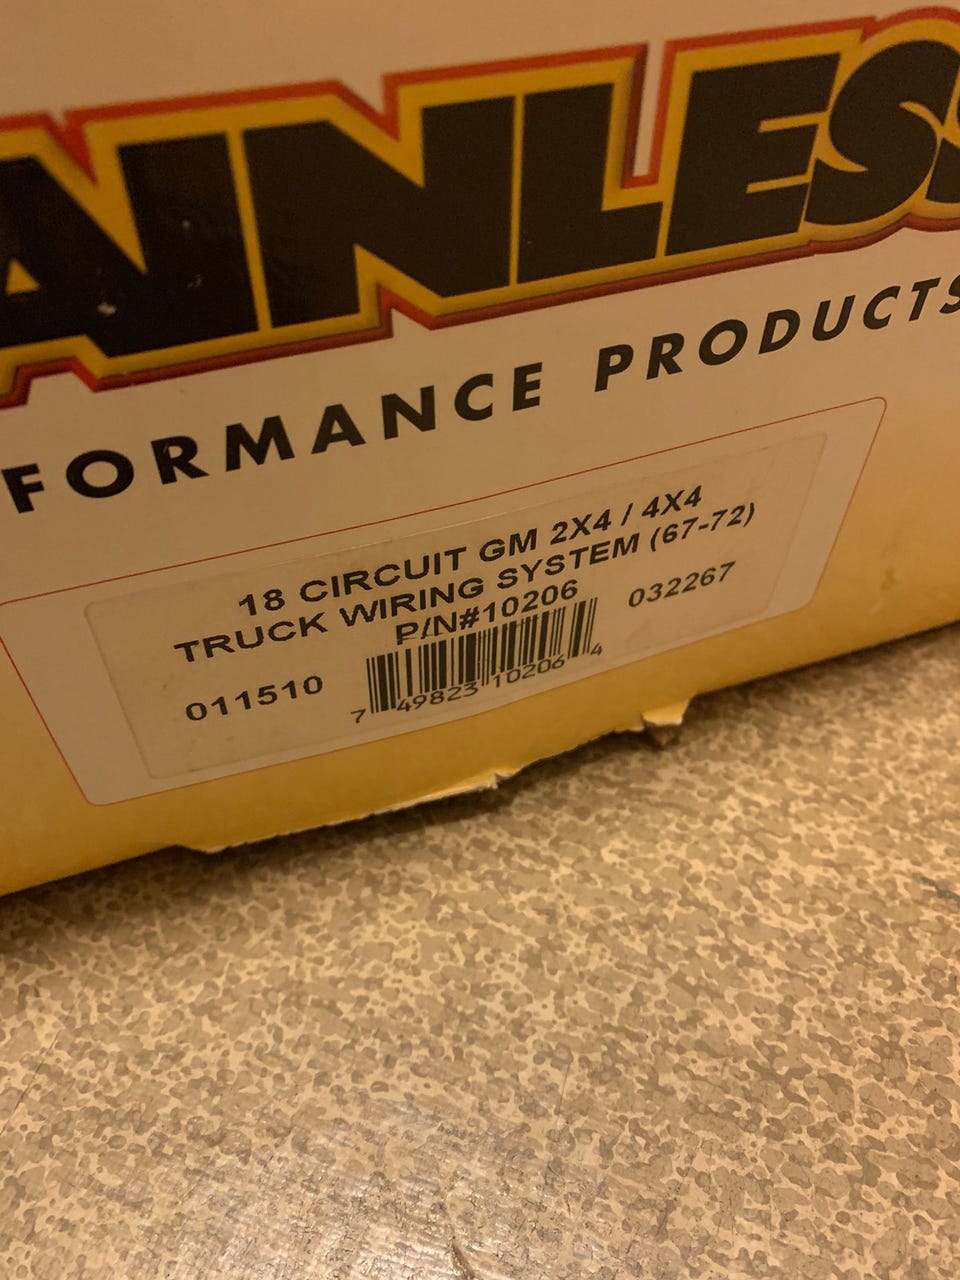 AINLESS
FORMANCE PRODUCTS
18 CIRCUIT GM 2X4 / 4X4
TRUCK WIRING SYSTEM (67-72)
P/N#10206
011510 032267
7 49823 10206 4